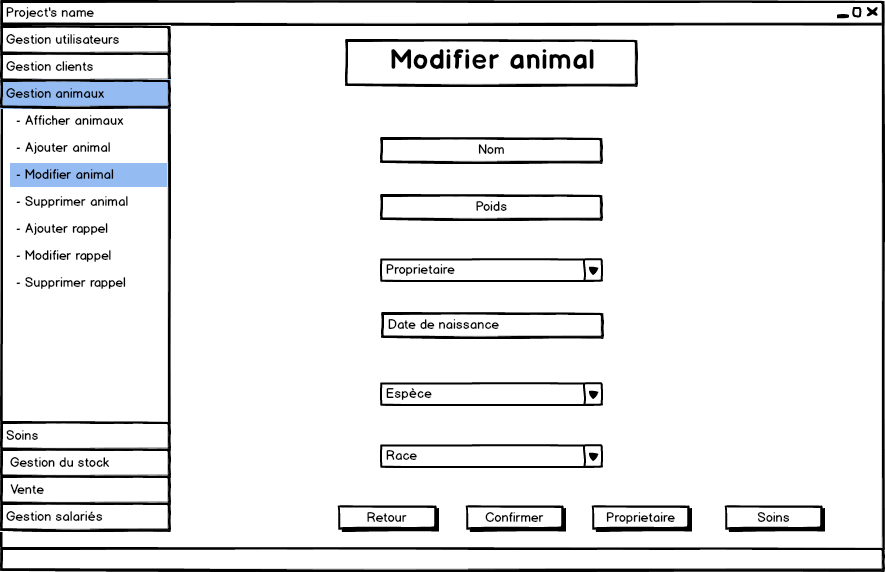 Project's name
Gestion utilisateurs
Gestion clients
Gestion animaux
- Afficher animaux
- Ajouter animal
- Modifier animal
- Supprimer animal
- Ajouter rappel
- Modifier rappel
- Supprimer rappel
Soins
Gestion du stock
Vente
Gestion salariés
Modifier animal
Nom
Poids
Proprietaire
Date de naissance
Espèce
Race
Retour
Confirmer
Proprietaire
Soins